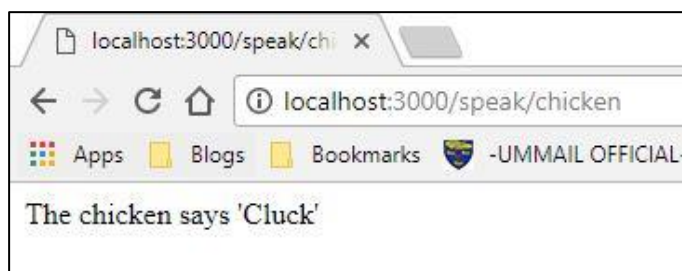 localhost:3000/speak/chi
localhost:3000/speak/chicken
Apps Blogs Bookmarks -UMMAIL OFFICIAL-
The chicken says 'Cluck'